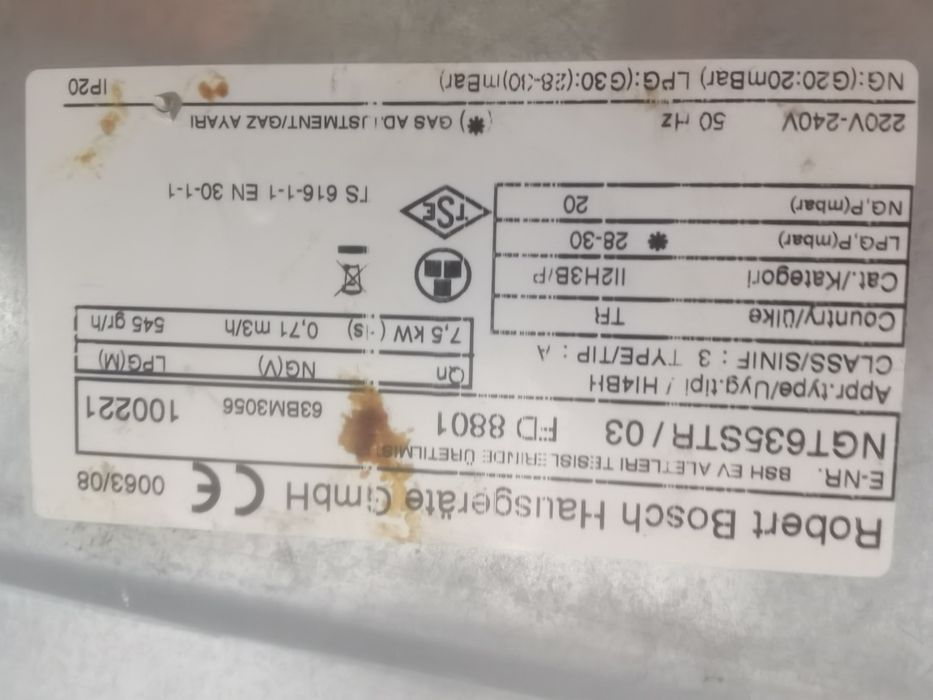 Robert Bosch Hausgeräte GmbH CE 0063/08
E-NR. BSH EV ALETLERI TESISLERINDE ÜRETILMISTIR
NGT635STR / 03 FD 8801 63BM3056 100221
Appr.type/Uyg.tipi / HI4BH
CLASS/SINIF : 3 TYPE/TIP : A
Qn NG(V) LPG(M)
7,5 kW ( s) 0,71 m3/h 545 gr/h
Country/ülke TR
Cat./Kategori II2H3B/P
LPG,P(mbar) ✱ 28-30
NG,P(mbar) 20
TSE
TS 616-1-1 EN 30-1-1
220V-240V 50 Hz (✱) GAS ADJUSTMENT/GAZ AYARI
NG:(G20:20mBar) LPG:(G30:(28-30)mBar) IP20